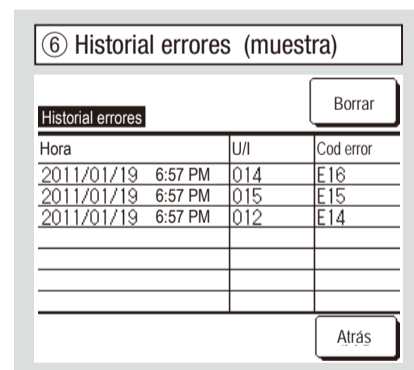 ⑥ Historial errores (muestra)
Borrar
Historial errores
Hora U/I Cod error
2011/01/19 6:57 PM 014 E16
2011/01/19 6:57 PM 015 E15
2011/01/19 6:57 PM 012 E14
Atrás